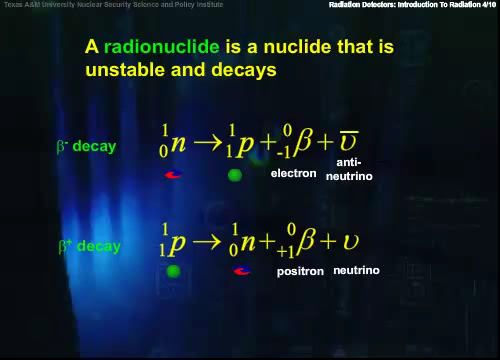 Texas A&M University Nuclear Security Science and Policy Institute
Radiation Detectors: Introduction To Radiation 4/10
A radionuclide is a nuclide that is
unstable and decays
β⁻ decay ¹₀n → ¹₁p + ⁰₋₁β + ῡ
electron anti-
neutrino
β⁺ decay ¹₁p → ¹₀n + ⁰₊₁β + υ
positron neutrino